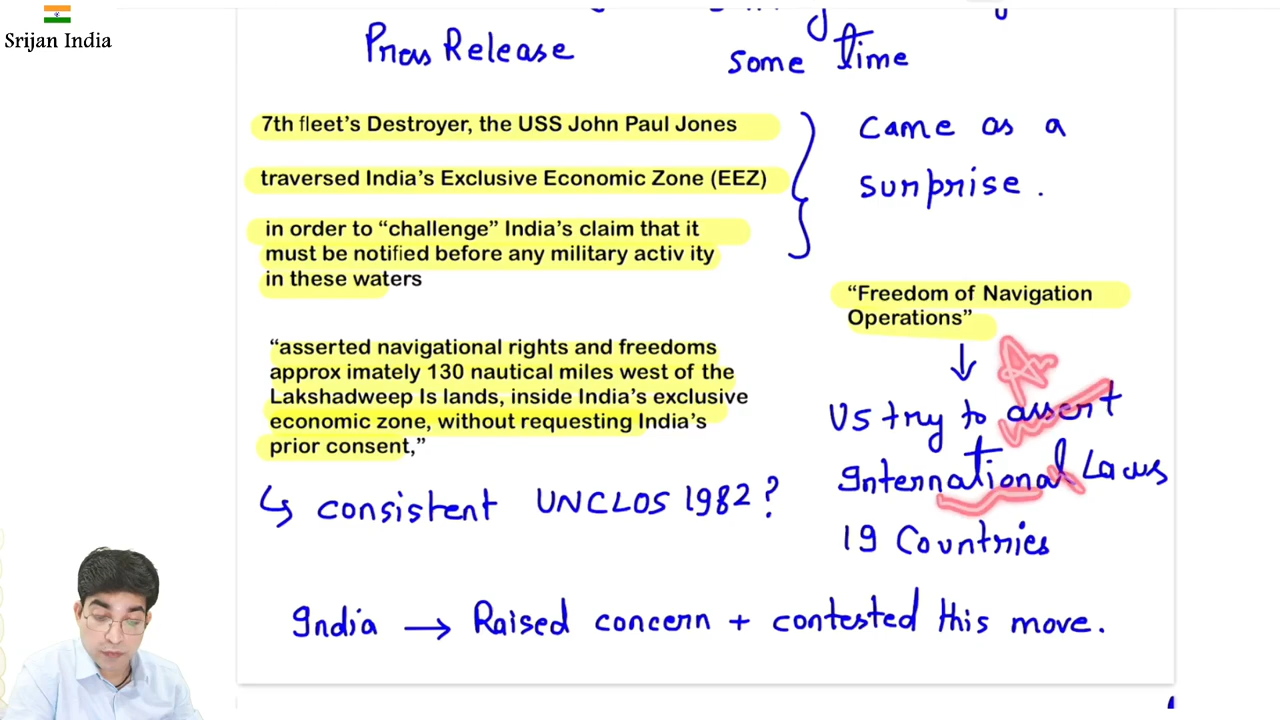 Srijan India
Press Release
some time
7th fleet's Destroyer, the USS John Paul Jones
traversed India's Exclusive Economic Zone (EEZ)
in order to “challenge” India's claim that it
must be notified before any military activ ity
in these waters
Came as a
surprise.
“Freedom of Navigation
Operations”
“asserted navigational rights and freedoms
approx imately 130 nautical miles west of the
Lakshadweep Is lands, inside India's exclusive
economic zone, without requesting India's
prior consent,”
↓
US try to assert
International Laws
19 Countries
↳ consistent UNCLOS 1982?
India → Raised concern + contested this move.